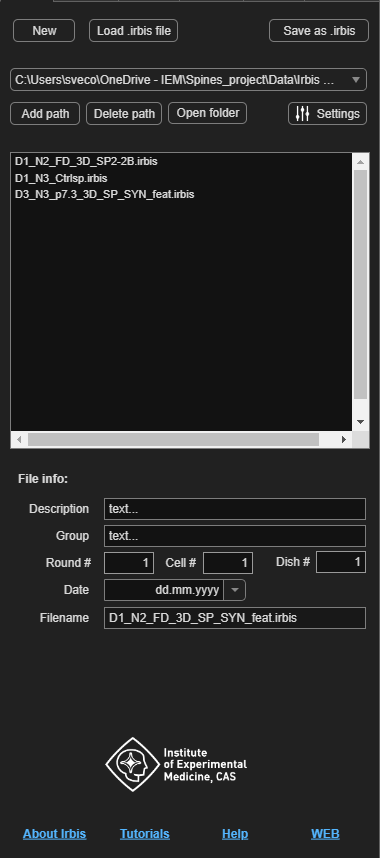 New Load .irbis file Save as .irbis
C:\Users\sveco\OneDrive - IEM\Spines_project\Data\Irbis ...
Add path Delete path Open folder Settings
D1_N2_FD_3D_SP2-2B.irbis
D1_N3_Ctrlsp.irbis
D3_N3_p7.3_3D_SP_SYN_feat.irbis
File info:
Description text...
Group text...
Round # 1 Cell # 1 Dish # 1
Date dd.mm.yyyy
Filename D1_N2_FD_3D_SP_SYN_feat.irbis
Institute
of Experimental
Medicine, CAS
About Irbis Tutorials Help WEB